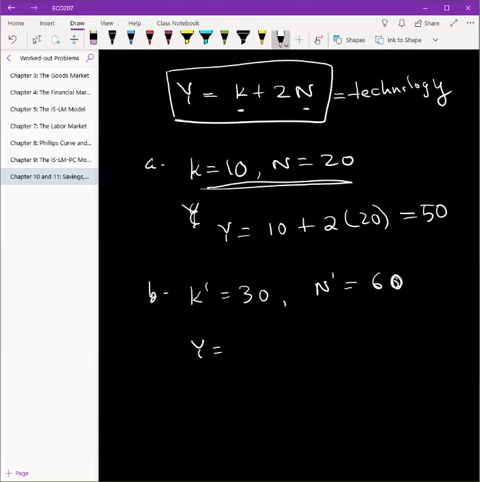 ECO207
Home Insert Draw View Class Notebook
Share
Shapes Ink to Shape
Worked-out Problems
Chapter 3: The Goods Market
Chapter 4: The Financial Mar...
Chapter 5: The IS-LM Model
Chapter 7: The Labor Market
Chapter 8: Phillips Curve and...
Chapter 9: The IS-LM-PC Mo...
Chapter 10 and 11: Savings,...
+ Page
Y = k + 2N = technology
a. k = 10, N = 20
Y = 10 + 2(20) = 50
b- k' = 30, N' = 60
Y =